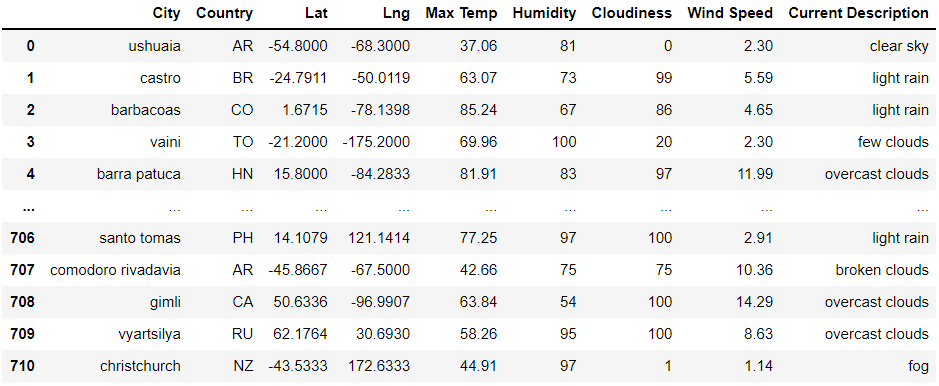 City Country Lat Lng Max Temp Humidity Cloudiness Wind Speed Current Description
0 ushuaia AR -54.8000 -68.3000 37.06 81 0 2.30 clear sky
1 castro BR -24.7911 -50.0119 63.07 73 99 5.59 light rain
2 barbacoas CO 1.6715 -78.1398 85.24 67 86 4.65 light rain
3 vaini TO -21.2000 -175.2000 69.96 100 20 2.30 few clouds
4 barra patuca HN 15.8000 -84.2833 81.91 83 97 11.99 overcast clouds
... ... ... ... ... ... ... ... ... ...
706 santo tomas PH 14.1079 121.1414 77.25 97 100 2.91 light rain
707 comodoro rivadavia AR -45.8667 -67.5000 42.66 75 75 10.36 broken clouds
708 gimli CA 50.6336 -96.9907 63.84 54 100 14.29 overcast clouds
709 vyartsilya RU 62.1764 30.6930 58.26 95 100 8.63 overcast clouds
710 christchurch NZ -43.5333 172.6333 44.91 97 1 1.14 fog